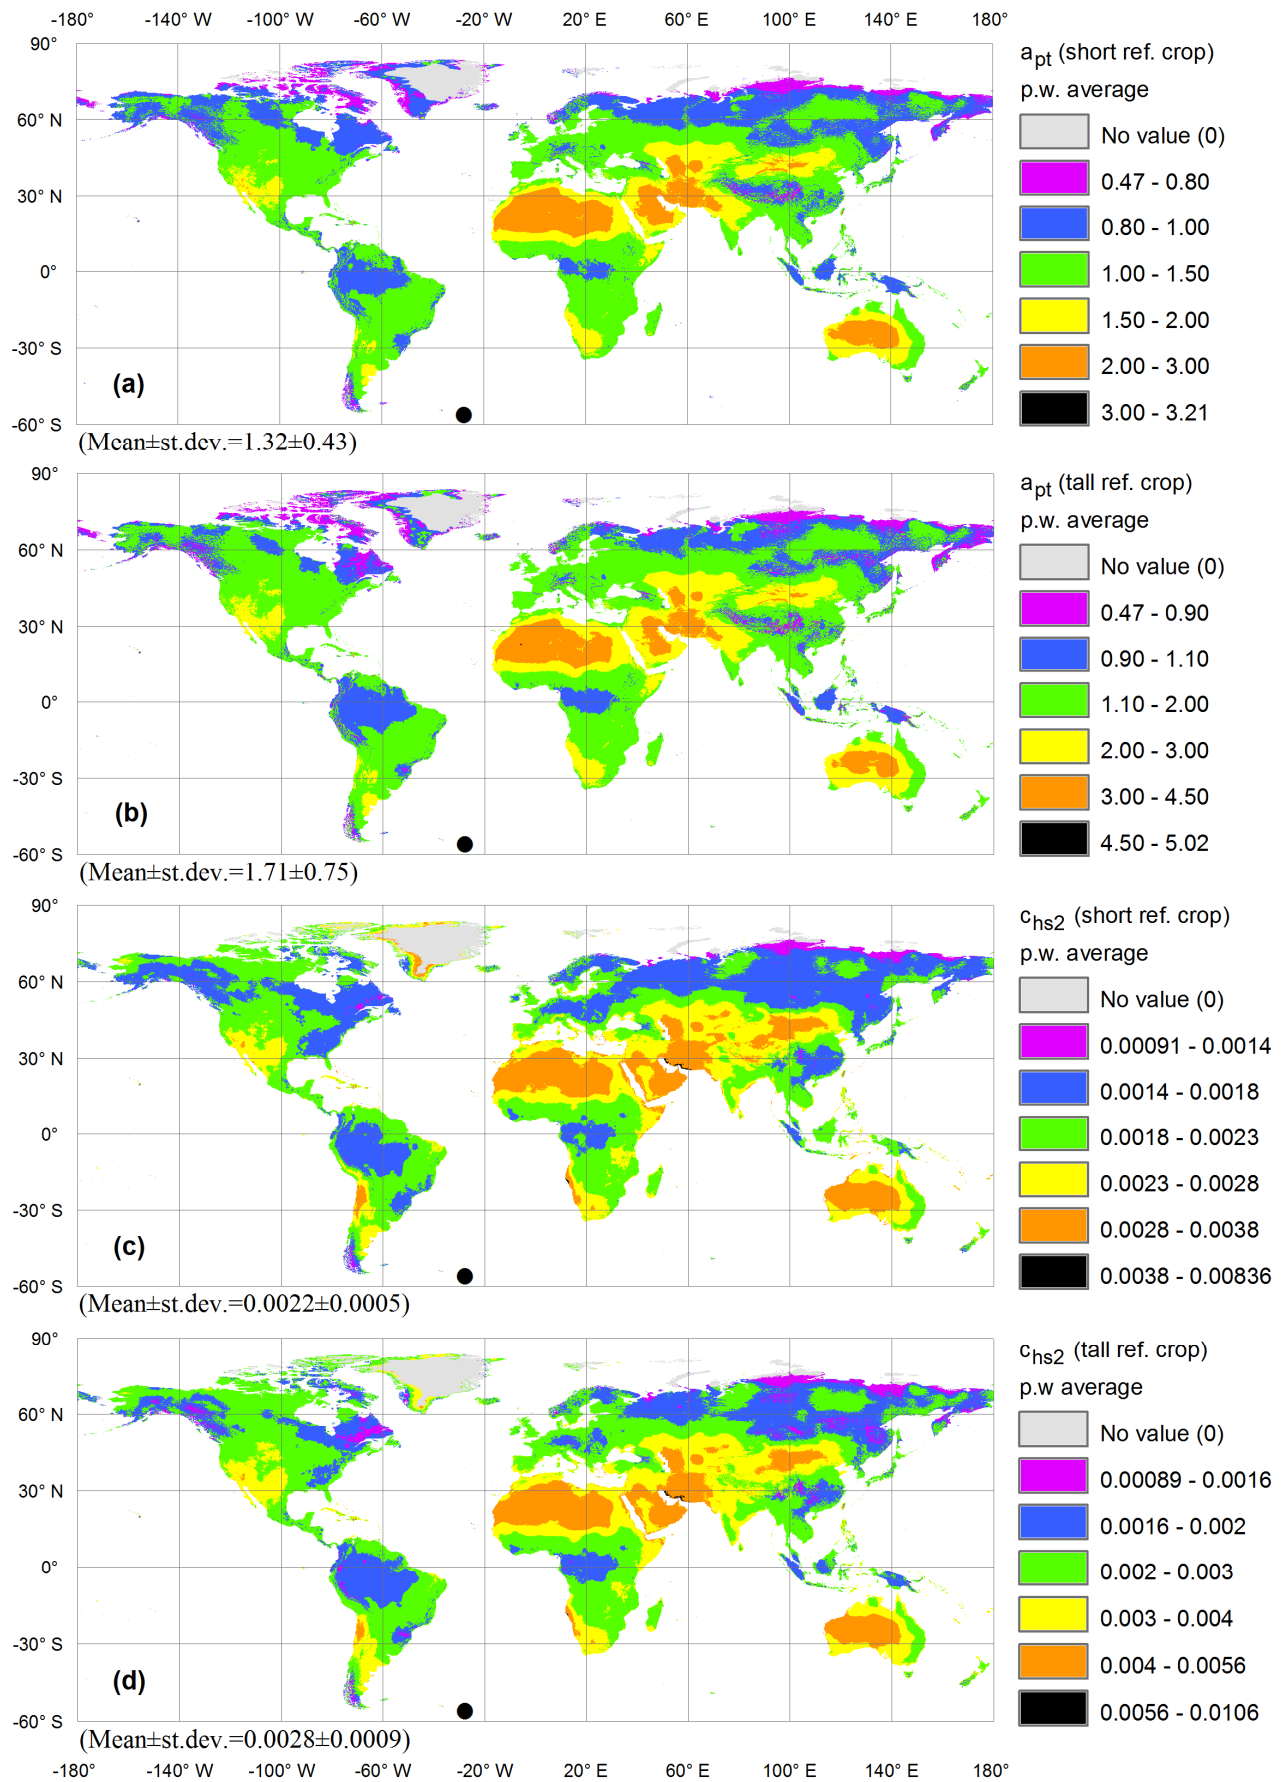 -180° -140° W -100° W -60° W -20° W 20° E 60° E 100° E 140° E 180°
90°
60° N
30° N
0°
-30° S
-60° S
(a)
(Mean±st.dev.=1.32±0.43)
apt (short ref. crop)
p.w. average
No value (0)
0.47 - 0.80
0.80 - 1.00
1.00 - 1.50
1.50 - 2.00
2.00 - 3.00
3.00 - 3.21
90°
60° N
30° N
0°
-30° S
-60° S
(b)
(Mean±st.dev.=1.71±0.75)
apt (tall ref. crop)
p.w. average
No value (0)
0.47 - 0.90
0.90 - 1.10
1.10 - 2.00
2.00 - 3.00
3.00 - 4.50
4.50 - 5.02
90°
60° N
30° N
0°
-30° S
-60° S
(c)
(Mean±st.dev.=0.0022±0.0005)
chs2 (short ref. crop)
p.w. average
No value (0)
0.00091 - 0.0014
0.0014 - 0.0018
0.0018 - 0.0023
0.0023 - 0.0028
0.0028 - 0.0038
0.0038 - 0.00836
90°
60° N
30° N
0°
-30° S
-60° S
(d)
(Mean±st.dev.=0.0028±0.0009)
chs2 (tall ref. crop)
p.w average
No value (0)
0.00089 - 0.0016
0.0016 - 0.002
0.002 - 0.003
0.003 - 0.004
0.004 - 0.0056
0.0056 - 0.0106
-180° -140° W -100° W -60° W -20° W 20° E 60° E 100° E 140° E 180°